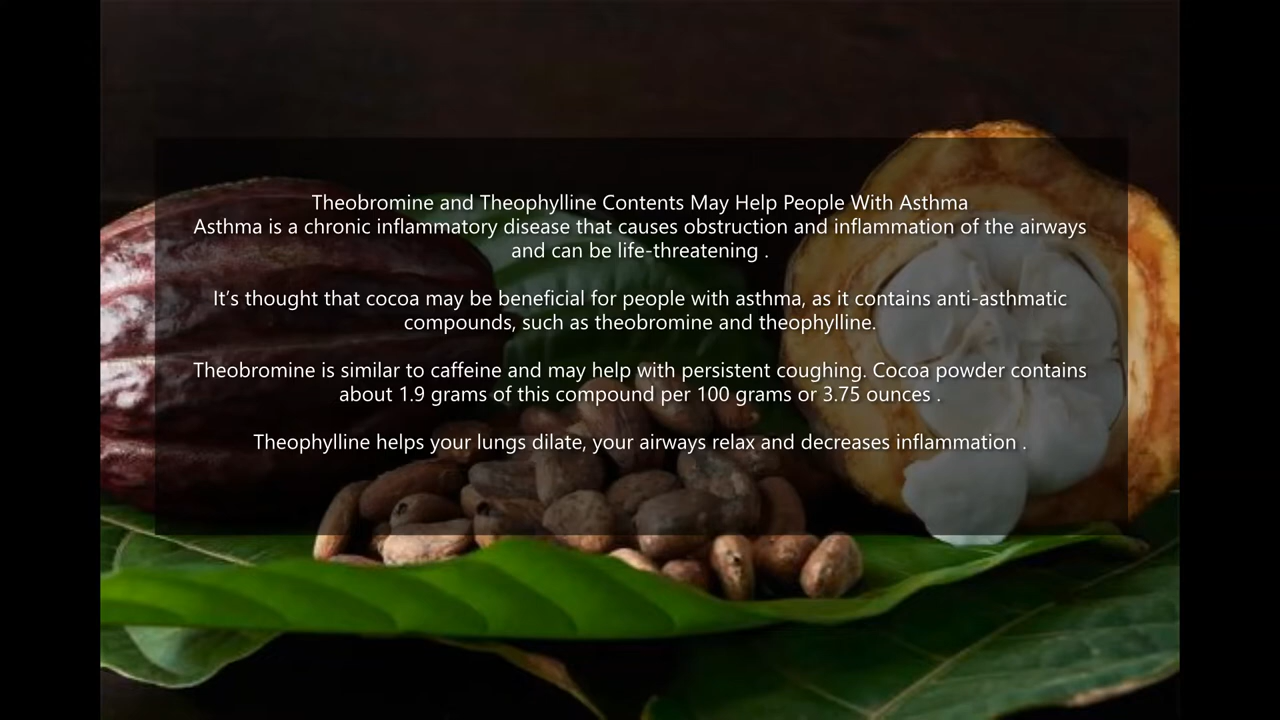 Theobromine and Theophylline Contents May Help People With Asthma
Asthma is a chronic inflammatory disease that causes obstruction and inflammation of the airways
and can be life-threatening .
It’s thought that cocoa may be beneficial for people with asthma, as it contains anti-asthmatic
compounds, such as theobromine and theophylline.
Theobromine is similar to caffeine and may help with persistent coughing. Cocoa powder contains
about 1.9 grams of this compound per 100 grams or 3.75 ounces .
Theophylline helps your lungs dilate, your airways relax and decreases inflammation .